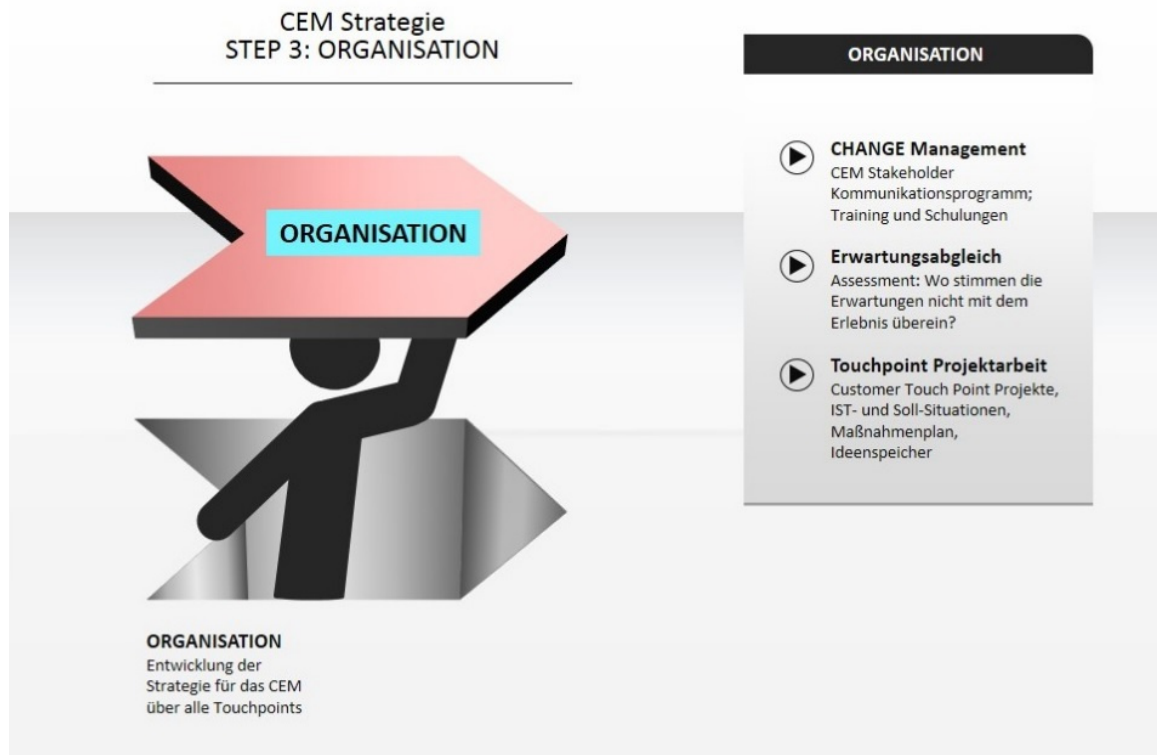 CEM Strategie
STEP 3: ORGANISATION
ORGANISATION
ORGANISATION
Entwicklung der
Strategie für das CEM
über alle Touchpoints
ORGANISATION
CHANGE Management
CEM Stakeholder
Kommunikationsprogramm;
Training und Schulungen
Erwartungsabgleich
Assessment: Wo stimmen die
Erwartungen nicht mit dem
Erlebnis überein?
Touchpoint Projektarbeit
Customer Touch Point Projekte,
IST- und Soll-Situationen,
Maßnahmenplan,
Ideenspeicher